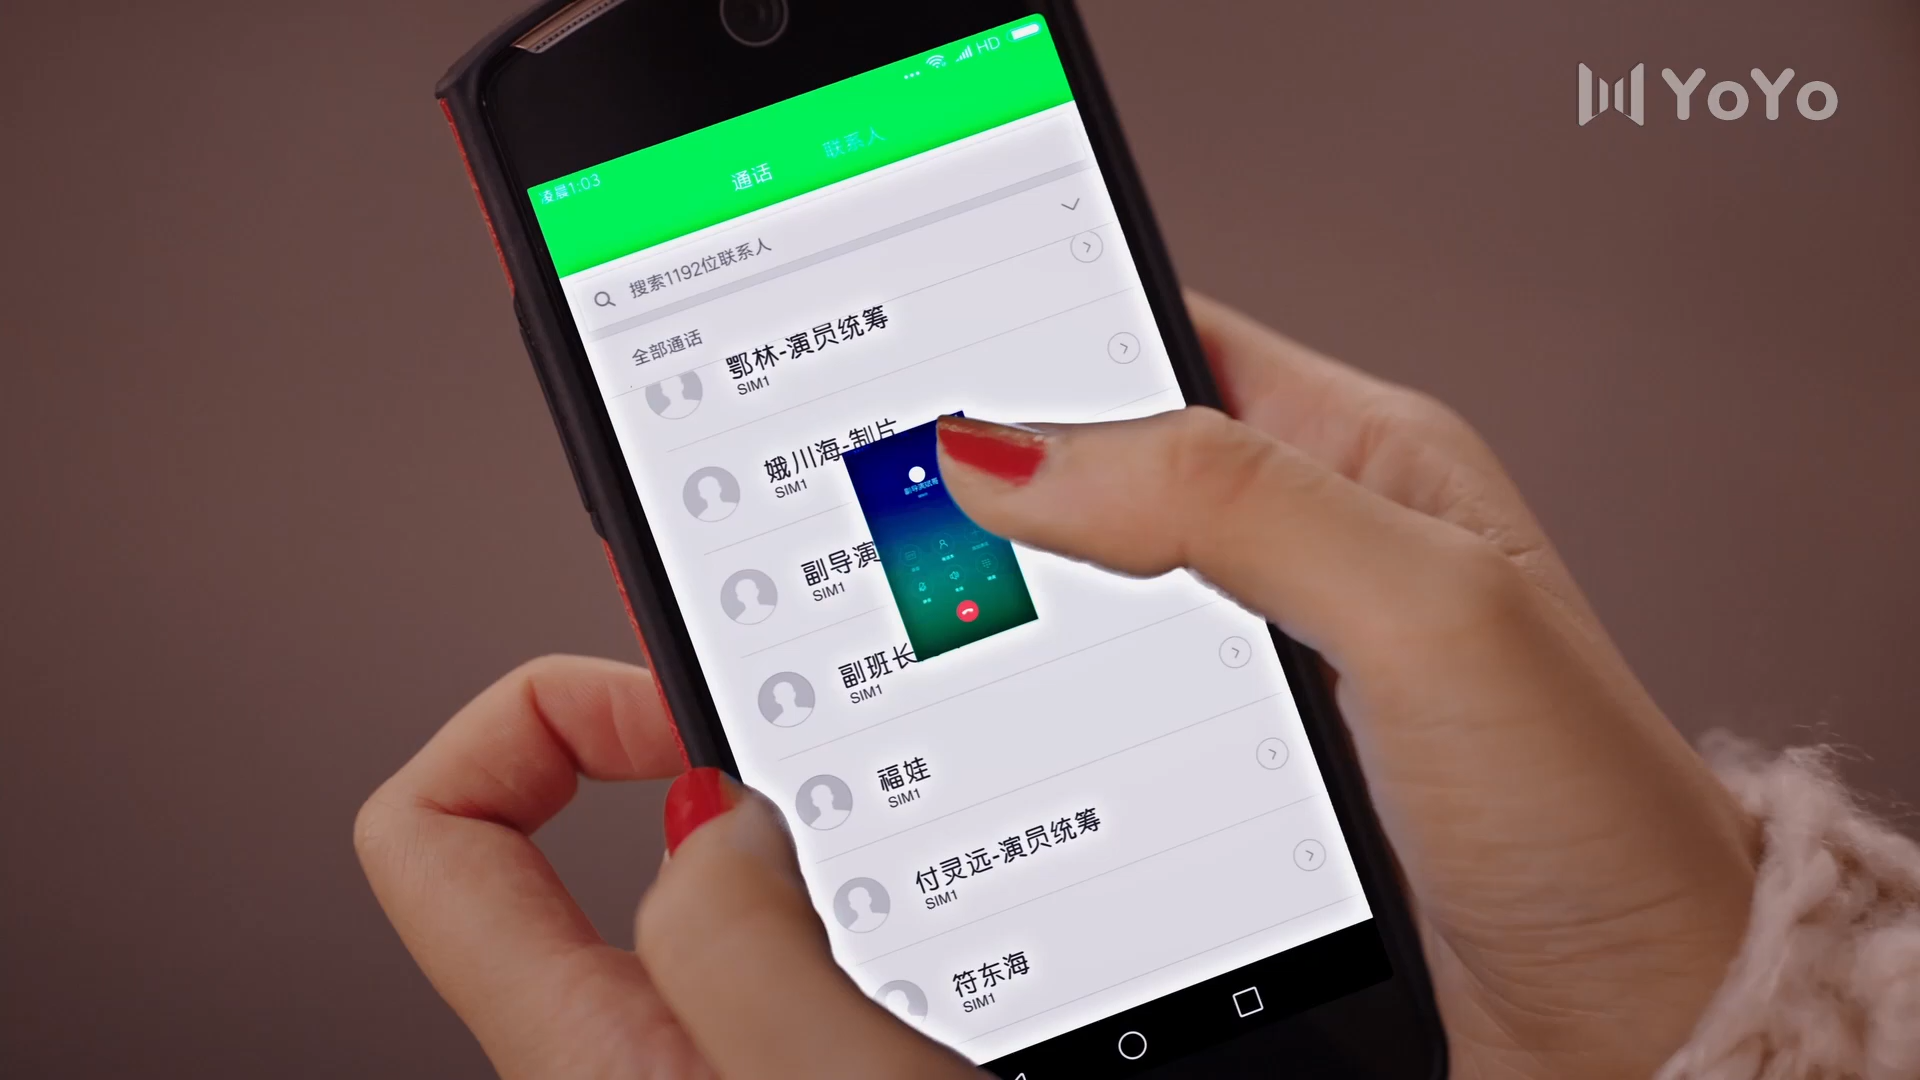 YoYo
HD
凌晨1:03
通话
联系人
搜索1192位联系人
全部通话
鄂林-演员统筹
SIM1
娥川海-制片
SIM1
副导演
SIM1
副班长
SIM1
福娃
SIM1
付灵远-演员统筹
SIM1
符东海
SIM1